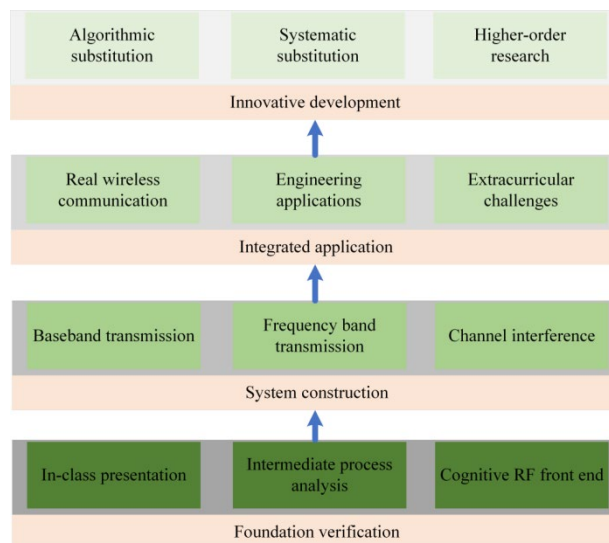 Algorithmic
substitution
Systematic
substitution
Higher-order
research
Innovative development
Real wireless
communication
Engineering
applications
Extracurricular
challenges
Integrated application
Baseband transmission
Frequency band
transmission
Channel interference
System construction
In-class presentation
Intermediate process
analysis
Cognitive RF front end
Foundation verification